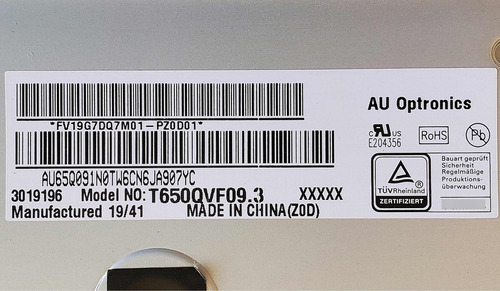 *FV19G7DQ7M01-PZ0D01*
AU Optronics
c RU US
E204356
RoHS
Pb
AU65Q091N0TW6CN6JA907YC
3019196 Model NO: T650QVF09.3 XXXXX
Manufactured 19/41 MADE IN CHINA(Z0D)
TÜVRheinland
ZERTIFIZIERT
Bauart geprüft
Sicherheit
Regelmäßige
Produktions-
überwachung